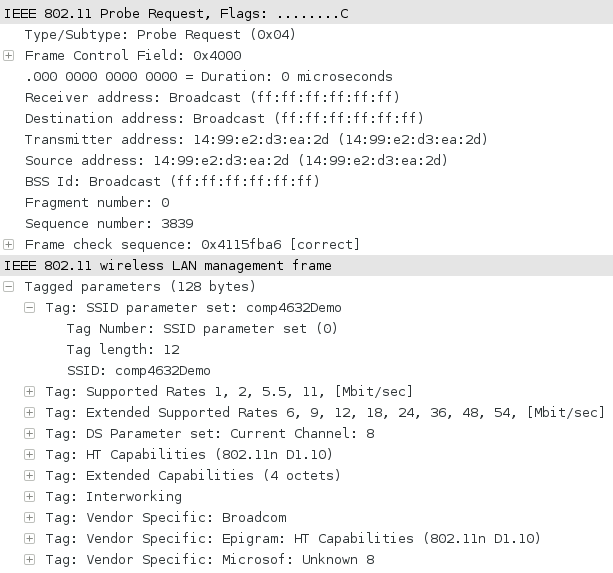 IEEE 802.11 Probe Request, Flags: ........C
Type/Subtype: Probe Request (0x04)
Frame Control Field: 0x4000
.000 0000 0000 0000 = Duration: 0 microseconds
Receiver address: Broadcast (ff:ff:ff:ff:ff:ff)
Destination address: Broadcast (ff:ff:ff:ff:ff:ff)
Transmitter address: 14:99:e2:d3:ea:2d (14:99:e2:d3:ea:2d)
Source address: 14:99:e2:d3:ea:2d (14:99:e2:d3:ea:2d)
BSS Id: Broadcast (ff:ff:ff:ff:ff:ff)
Fragment number: 0
Sequence number: 3839
Frame check sequence: 0x4115fba6 [correct]
IEEE 802.11 wireless LAN management frame
Tagged parameters (128 bytes)
Tag: SSID parameter set: comp4632Demo
Tag Number: SSID parameter set (0)
Tag length: 12
SSID: comp4632Demo
Tag: Supported Rates 1, 2, 5.5, 11, [Mbit/sec]
Tag: Extended Supported Rates 6, 9, 12, 18, 24, 36, 48, 54, [Mbit/sec]
Tag: DS Parameter set: Current Channel: 8
Tag: HT Capabilities (802.11n D1.10)
Tag: Extended Capabilities (4 octets)
Tag: Interworking
Tag: Vendor Specific: Broadcom
Tag: Vendor Specific: Epigram: HT Capabilities (802.11n D1.10)
Tag: Vendor Specific: Microsof: Unknown 8